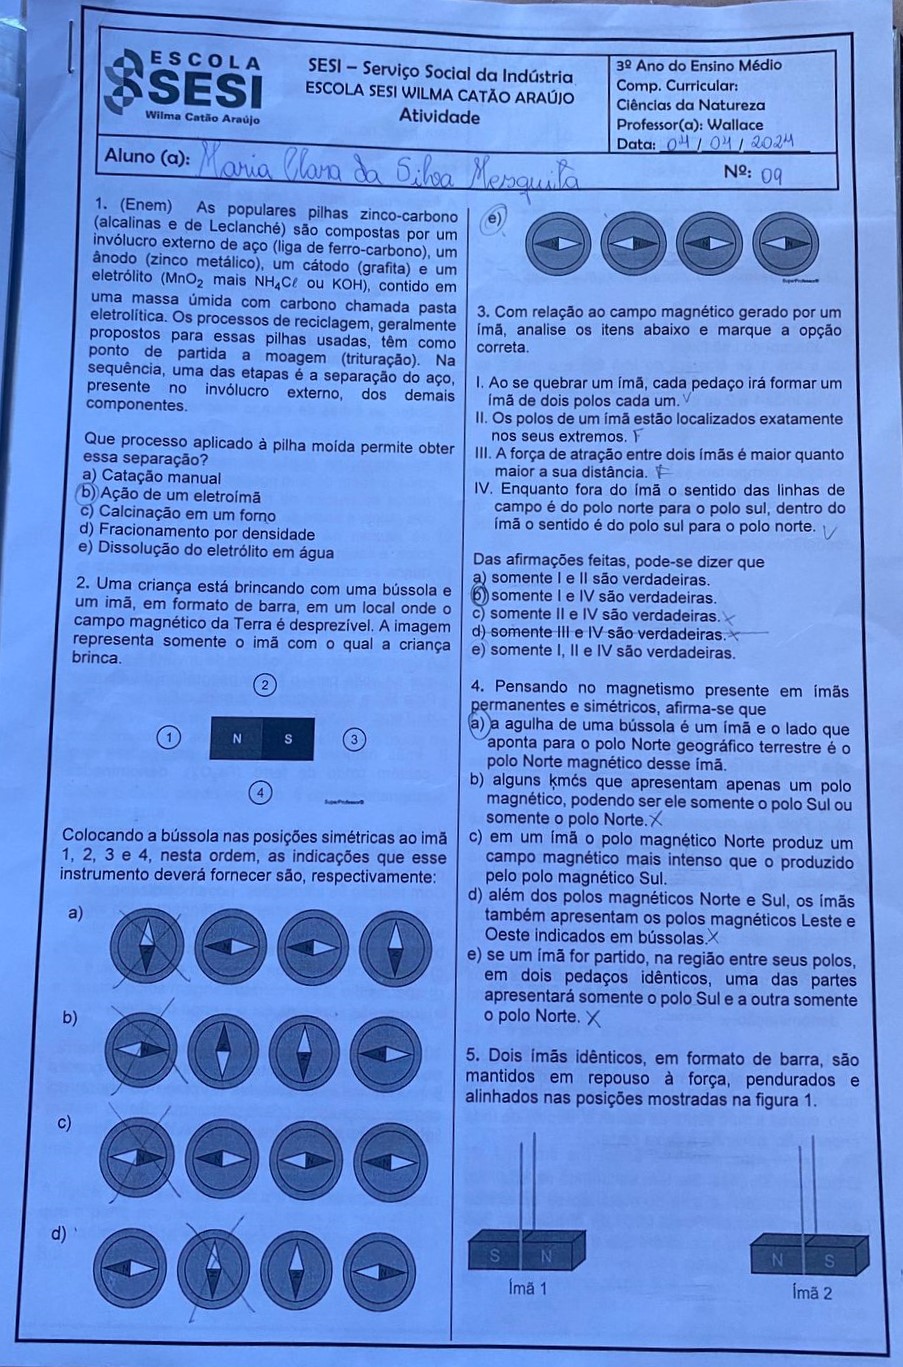 ESCOLA
SESI
Wilma Catão Araújo
SESI – Serviço Social da Indústria
ESCOLA SESI WILMA CATÃO ARAÚJO
Atividade
3º Ano do Ensino Médio
Comp. Curricular:
Ciências da Natureza
Professor(a): Wallace
Data: 04/04/2024
Aluno (a): Maria Clara da Silva Mesquita
Nº: 09
1. (Enem) As populares pilhas zinco-carbono
(alcalinas e de Leclanché) são compostas por um
invólucro externo de aço (liga de ferro-carbono), um
ânodo (zinco metálico), um cátodo (grafita) e um
eletrólito (MnO₂ mais NH₄Cℓ ou KOH), contido em
uma massa úmida com carbono chamada pasta
eletrolítica. Os processos de reciclagem, geralmente
propostos para essas pilhas usadas, têm como
ponto de partida a moagem (trituração). Na
sequência, uma das etapas é a separação do aço,
presente no invólucro externo, dos demais
componentes.
Que processo aplicado à pilha moída permite obter
essa separação?
a) Catação manual
b) Ação de um eletroímã
c) Calcinação em um forno
d) Fracionamento por densidade
e) Dissolução do eletrólito em água
2. Uma criança está brincando com uma bússola e
um imã, em formato de barra, em um local onde o
campo magnético da Terra é desprezível. A imagem
representa somente o imã com o qual a criança
brinca.
2
1 N S 3
4
SuperProfessor®
Colocando a bússola nas posições simétricas ao imã
1, 2, 3 e 4, nesta ordem, as indicações que esse
instrumento deverá fornecer são, respectivamente:
a)
b)
c)
d)
e)
SuperProfessor®
3. Com relação ao campo magnético gerado por um
ímã, analise os itens abaixo e marque a opção
correta.
I. Ao se quebrar um ímã, cada pedaço irá formar um
ímã de dois polos cada um. V
II. Os polos de um ímã estão localizados exatamente
nos seus extremos. F
III. A força de atração entre dois ímãs é maior quanto
maior a sua distância. F
IV. Enquanto fora do ímã o sentido das linhas de
campo é do polo norte para o polo sul, dentro do
ímã o sentido é do polo sul para o polo norte. V
Das afirmações feitas, pode-se dizer que
a) somente I e II são verdadeiras.
b) somente I e IV são verdadeiras.
c) somente II e IV são verdadeiras. X
d) somente III e IV são verdadeiras. X
e) somente I, II e IV são verdadeiras.
4. Pensando no magnetismo presente em ímãs
permanentes e simétricos, afirma-se que
a) a agulha de uma bússola é um ímã e o lado que
aponta para o polo Norte geográfico terrestre é o
polo Norte magnético desse ímã.
b) alguns ķmós que apresentam apenas um polo
magnético, podendo ser ele somente o polo Sul ou
somente o polo Norte. X
c) em um ímã o polo magnético Norte produz um
campo magnético mais intenso que o produzido
pelo polo magnético Sul.
d) além dos polos magnéticos Norte e Sul, os ímãs
também apresentam os polos magnéticos Leste e
Oeste indicados em bússolas. X
e) se um ímã for partido, na região entre seus polos,
em dois pedaços idênticos, uma das partes
apresentará somente o polo Sul e a outra somente
o polo Norte. X
5. Dois ímãs idênticos, em formato de barra, são
mantidos em repouso à força, pendurados e
alinhados nas posições mostradas na figura 1.
S N
Ímã 1
N S
Ímã 2